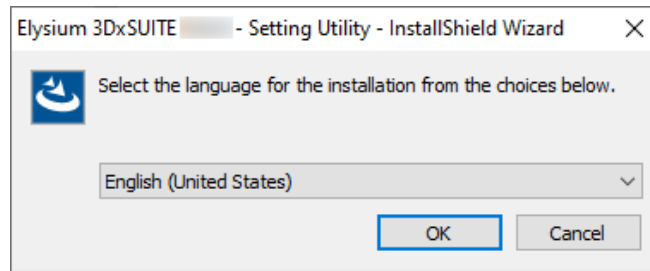 Elysium 3DxSUITE - Setting Utility - InstallShield Wizard
Select the language for the installation from the choices below.
English (United States)
OK Cancel